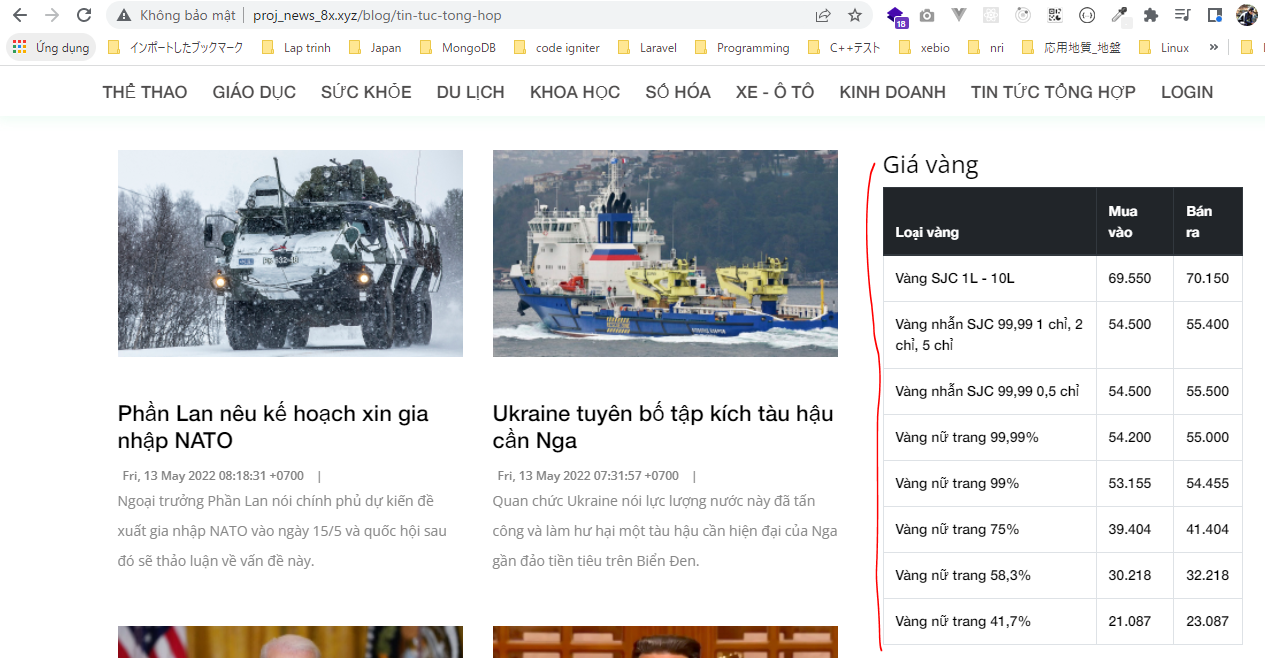 Không bảo mật
proj_news_8x.xyz/blog/tin-tuc-tong-hop
18
Ứng dụng
インポートしたブックマーク
Lap trinh
Japan
MongoDB
code igniter
Laravel
Programming
C++テスト
xebio
nri
応用地質_地盤
Linux
»
THỂ THAO
GIÁO DỤC
SỨC KHỎE
DU LỊCH
KHOA HỌC
SỐ HÓA
XE - Ô TÔ
KINH DOANH
TIN TỨC TỔNG HỢP
LOGIN
Phần Lan nêu kế hoạch xin gia
nhập NATO
Fri, 13 May 2022 08:18:31 +0700 |
Ngoại trưởng Phần Lan nói chính phủ dự kiến đề
xuất gia nhập NATO vào ngày 15/5 và quốc hội sau
đó sẽ thảo luận về vấn đề này.
Ukraine tuyên bố tập kích tàu hậu
cần Nga
Fri, 13 May 2022 07:31:57 +0700 |
Quan chức Ukraine nói lực lượng nước này đã tấn
công và làm hư hại một tàu hậu cần hiện đại của Nga
gần đảo tiền tiêu trên Biển Đen.
Giá vàng
Loại vàng
Mua
vào
Bán
ra
Vàng SJC 1L - 10L 69.550 70.150
Vàng nhẫn SJC 99,99 1 chỉ, 2 54.500 55.400
chỉ, 5 chỉ
Vàng nhẫn SJC 99,99 0,5 chỉ 54.500 55.500
Vàng nữ trang 99,99% 54.200 55.000
Vàng nữ trang 99% 53.155 54.455
Vàng nữ trang 75% 39.404 41.404
Vàng nữ trang 58,3% 30.218 32.218
Vàng nữ trang 41,7% 21.087 23.087